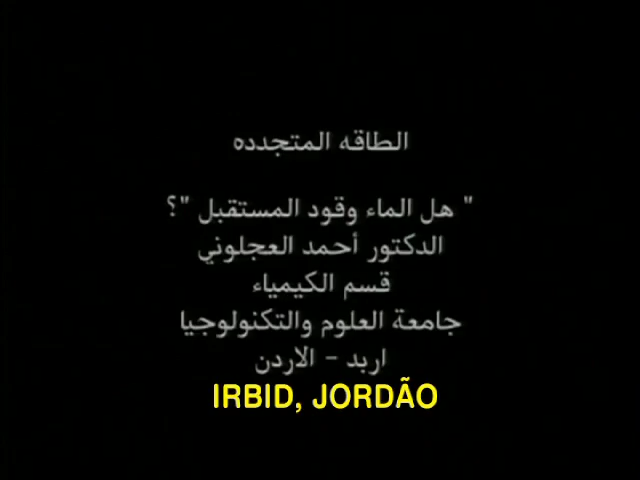 الطاقه المتجدده
" هل الماء وقود المستقبل "؟
الدكتور أحمد العجلوني
قسم الكيمياء
جامعة العلوم والتكنولوجيا
اربد - الاردن
IRBID, JORDÃO